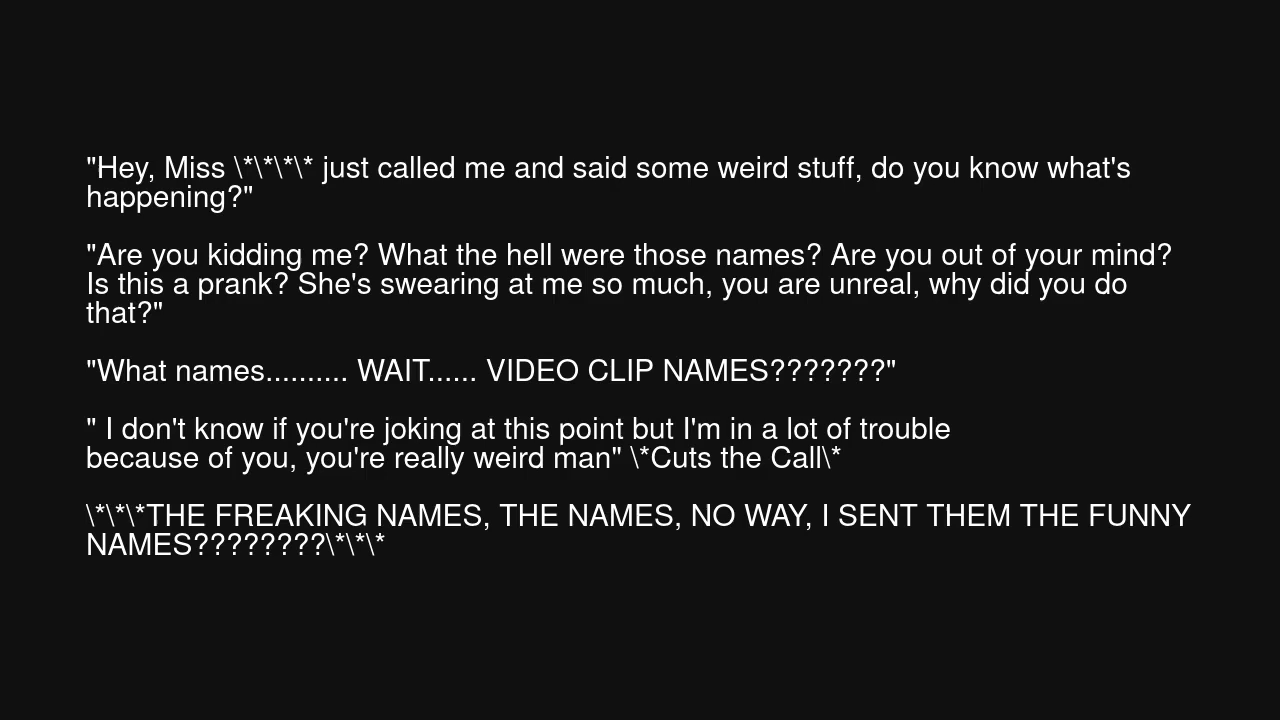 "Hey, Miss \*\*\*\* just called me and said some weird stuff, do you know what's
happening?"
"Are you kidding me? What the hell were those names? Are you out of your mind?
Is this a prank? She's swearing at me so much, you are unreal, why did you do
that?"
"What names.......... WAIT...... VIDEO CLIP NAMES???????"
" I don't know if you're joking at this point but I'm in a lot of trouble
because of you, you're really weird man" \*Cuts the Call\*
\*\*\*THE FREAKING NAMES, THE NAMES, NO WAY, I SENT THEM THE FUNNY
NAMES????????\*\*\*